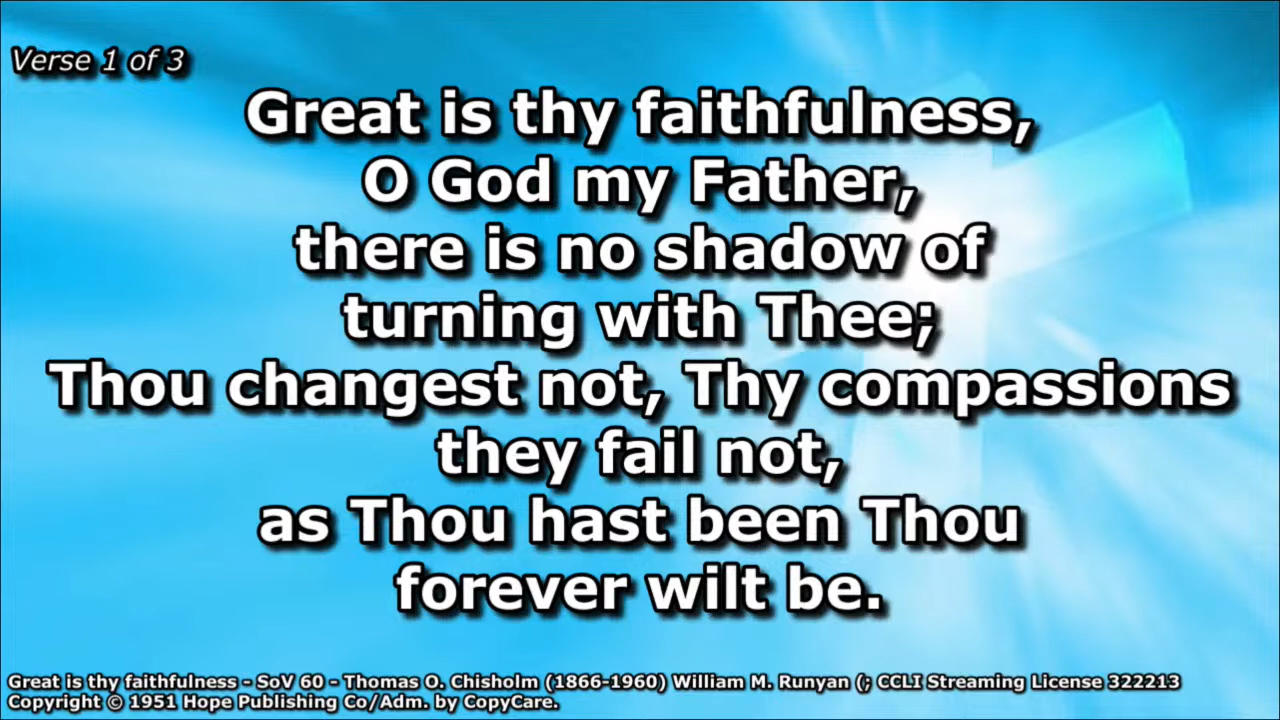 Verse 1 of 3
Great is thy faithfulness,
O God my Father,
there is no shadow of
turning with Thee;
Thou changest not, Thy compassions
they fail not,
as Thou hast been Thou
forever wilt be.
Great is thy faithfulness - SoV 60 - Thomas O. Chisholm (1866-1960) William M. Runyan (; CCLI Streaming License 322213
Copyright © 1951 Hope Publishing Co/Adm. by CopyCare.